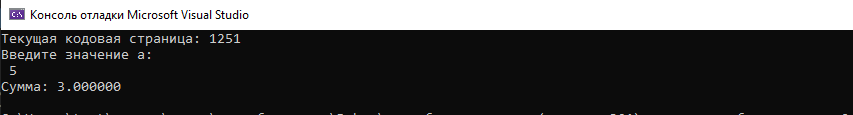 Консоль отладки Microsoft Visual Studio
Текущая кодовая страница: 1251
Введите значение a:
5
Сумма: 3.000000